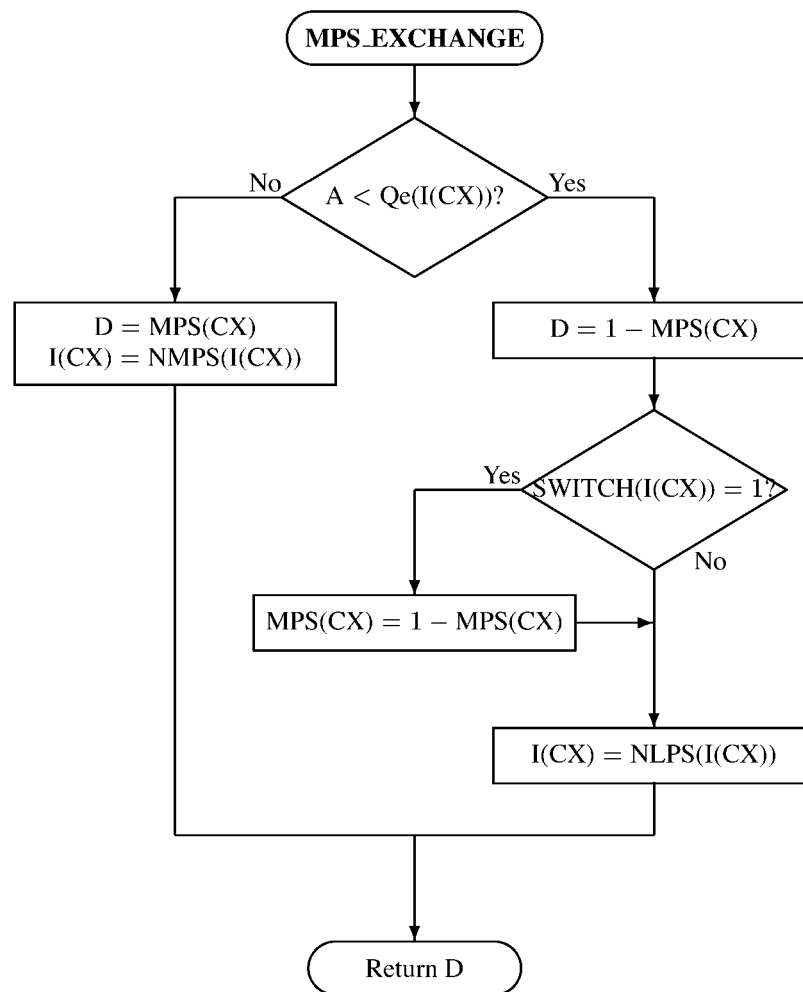 MPS_EXCHANGE
A < Qe(I(CX))?
No
Yes
D = MPS(CX)
I(CX) = NMPS(I(CX))
D = 1 − MPS(CX)
SWITCH(I(CX)) = 1?
Yes
No
MPS(CX) = 1 − MPS(CX)
I(CX) = NLPS(I(CX))
Return D